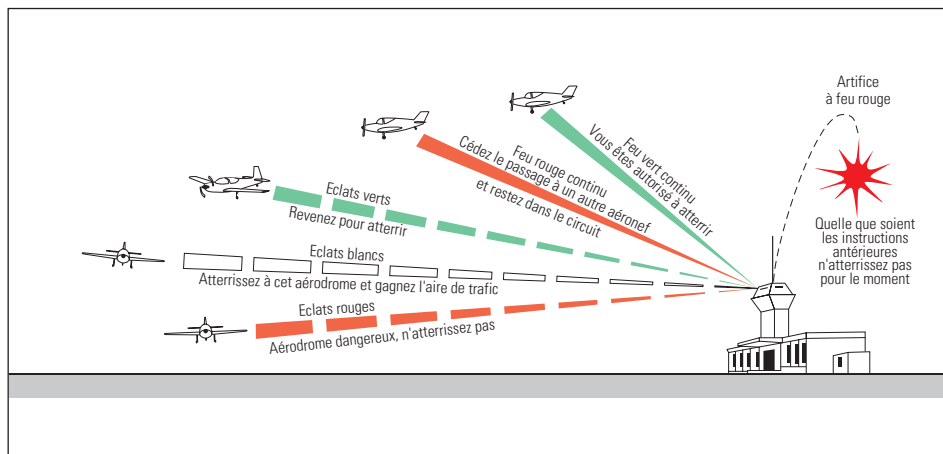 Artifice
à feu rouge
Feu vert continu
Vous êtes autorisé à atterrir
Feu rouge continu
Cédez le passage à un autre aéronef
et restez dans le circuit
Eclats verts
Revenez pour atterrir
Quelle que soient
les instructions
antérieures
n'atterrissez pas
pour le moment
Eclats blancs
Atterrissez à cet aérodrome et gagnez l'aire de trafic
Eclats rouges
Aérodrome dangereux, n'atterrissez pas